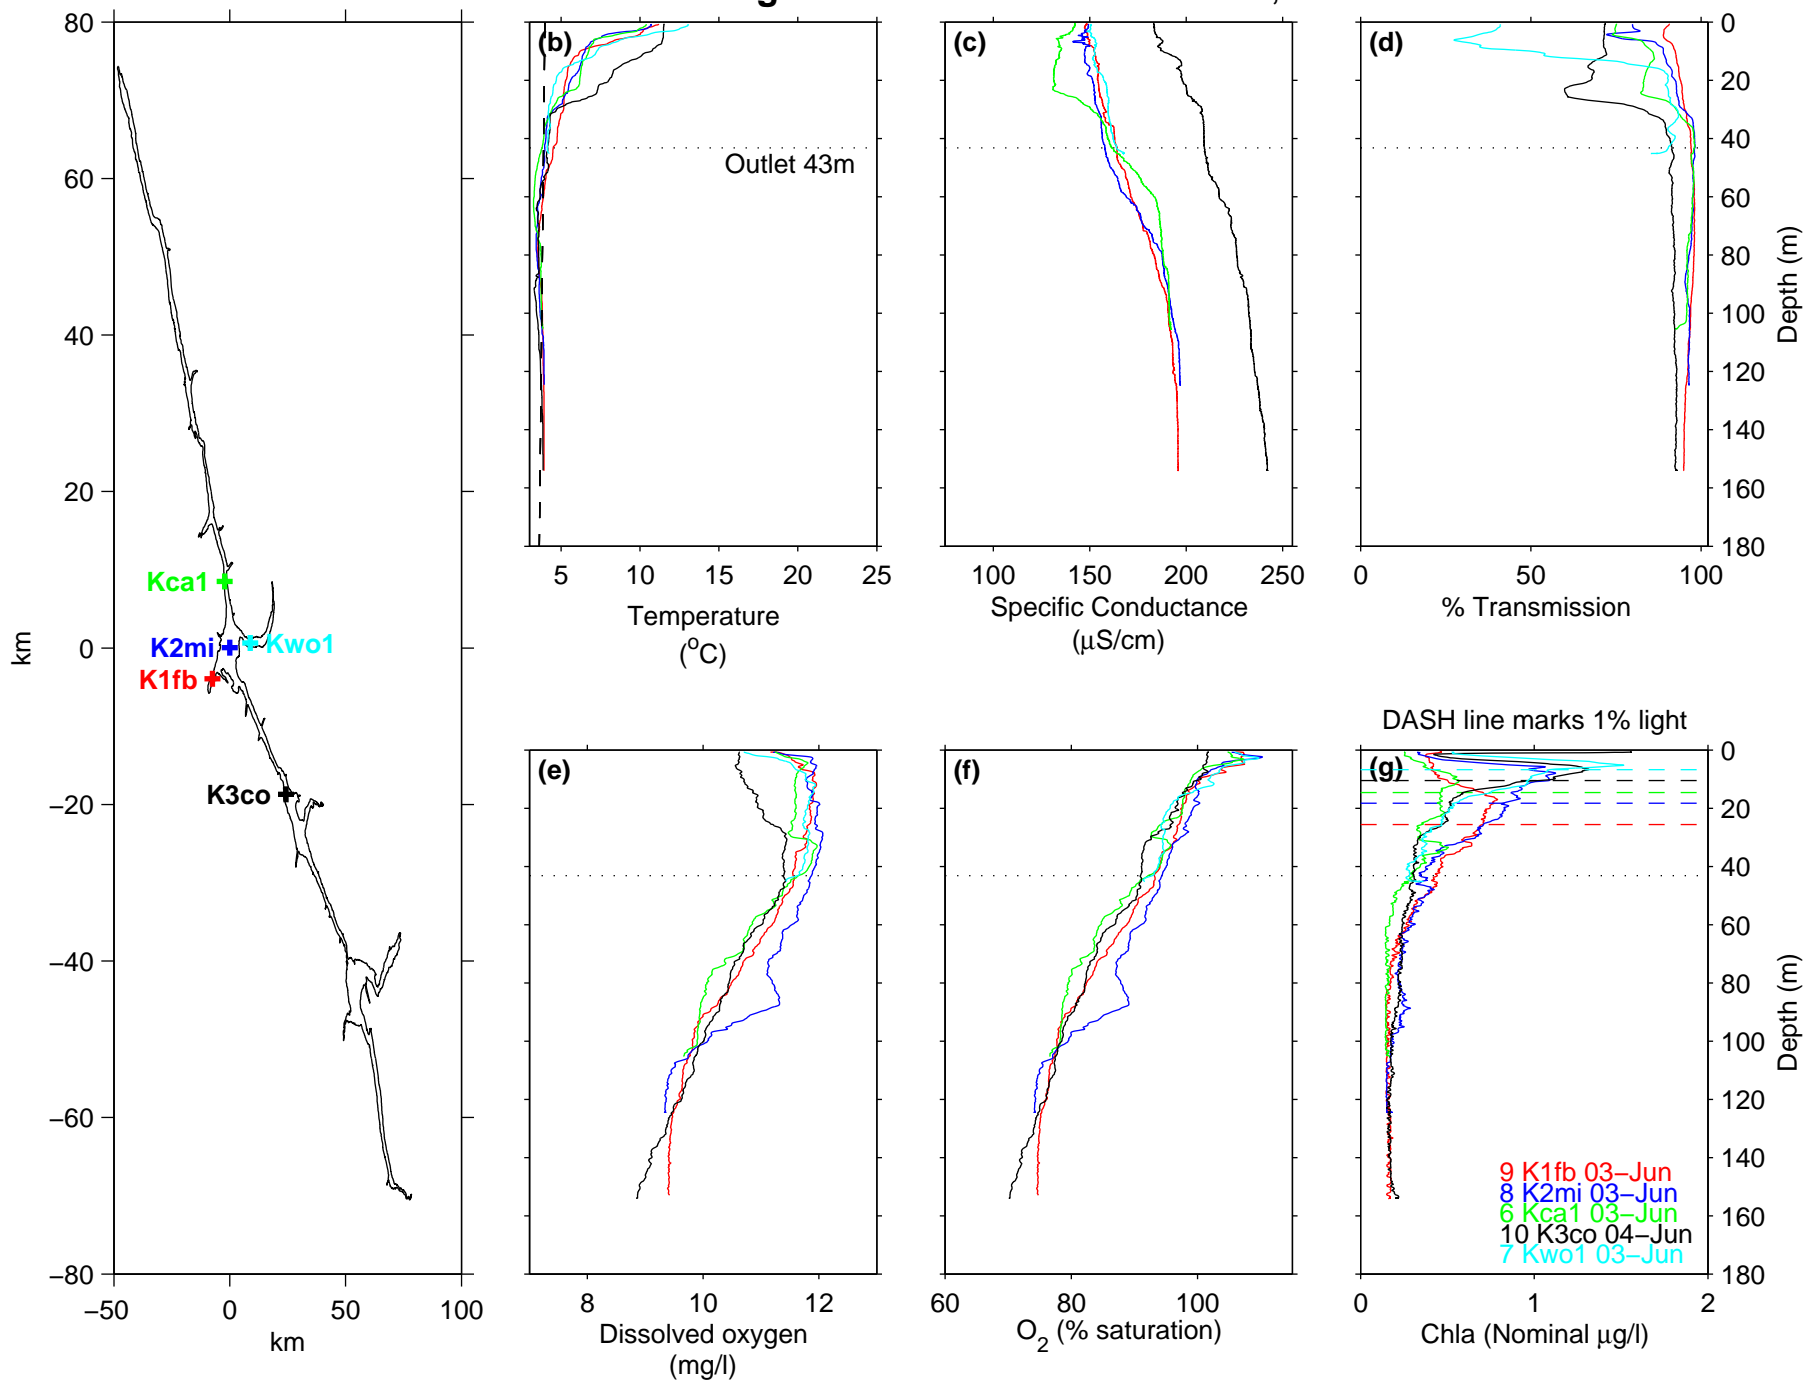 80
60
40
20
0
−20
−40
−60
−80
km
−50
0
50
100
km
Kca1
K2mi
Kwo1
K1fb
K3co
(b)
Outlet 43m
5
10
15
20
25
Temperature
(°C)
(c)
100
150
200
250
Specific Conductance
(µS/cm)
(d)
0
50
100
% Transmission
0
20
40
60
80
100
120
140
160
180
Depth (m)
(e)
8
10
12
Dissolved oxygen
(mg/l)
(f)
60
80
100
O2 (% saturation)
DASH line marks 1% light
(g)
9 K1fb 03−Jun
8 K2mi 03−Jun
6 Kca1 03−Jun
10 K3co 04−Jun
7 Kwo1 03−Jun
0
1
2
Chla (Nominal µg/l)
0
20
40
60
80
100
120
140
160
180
Depth (m)